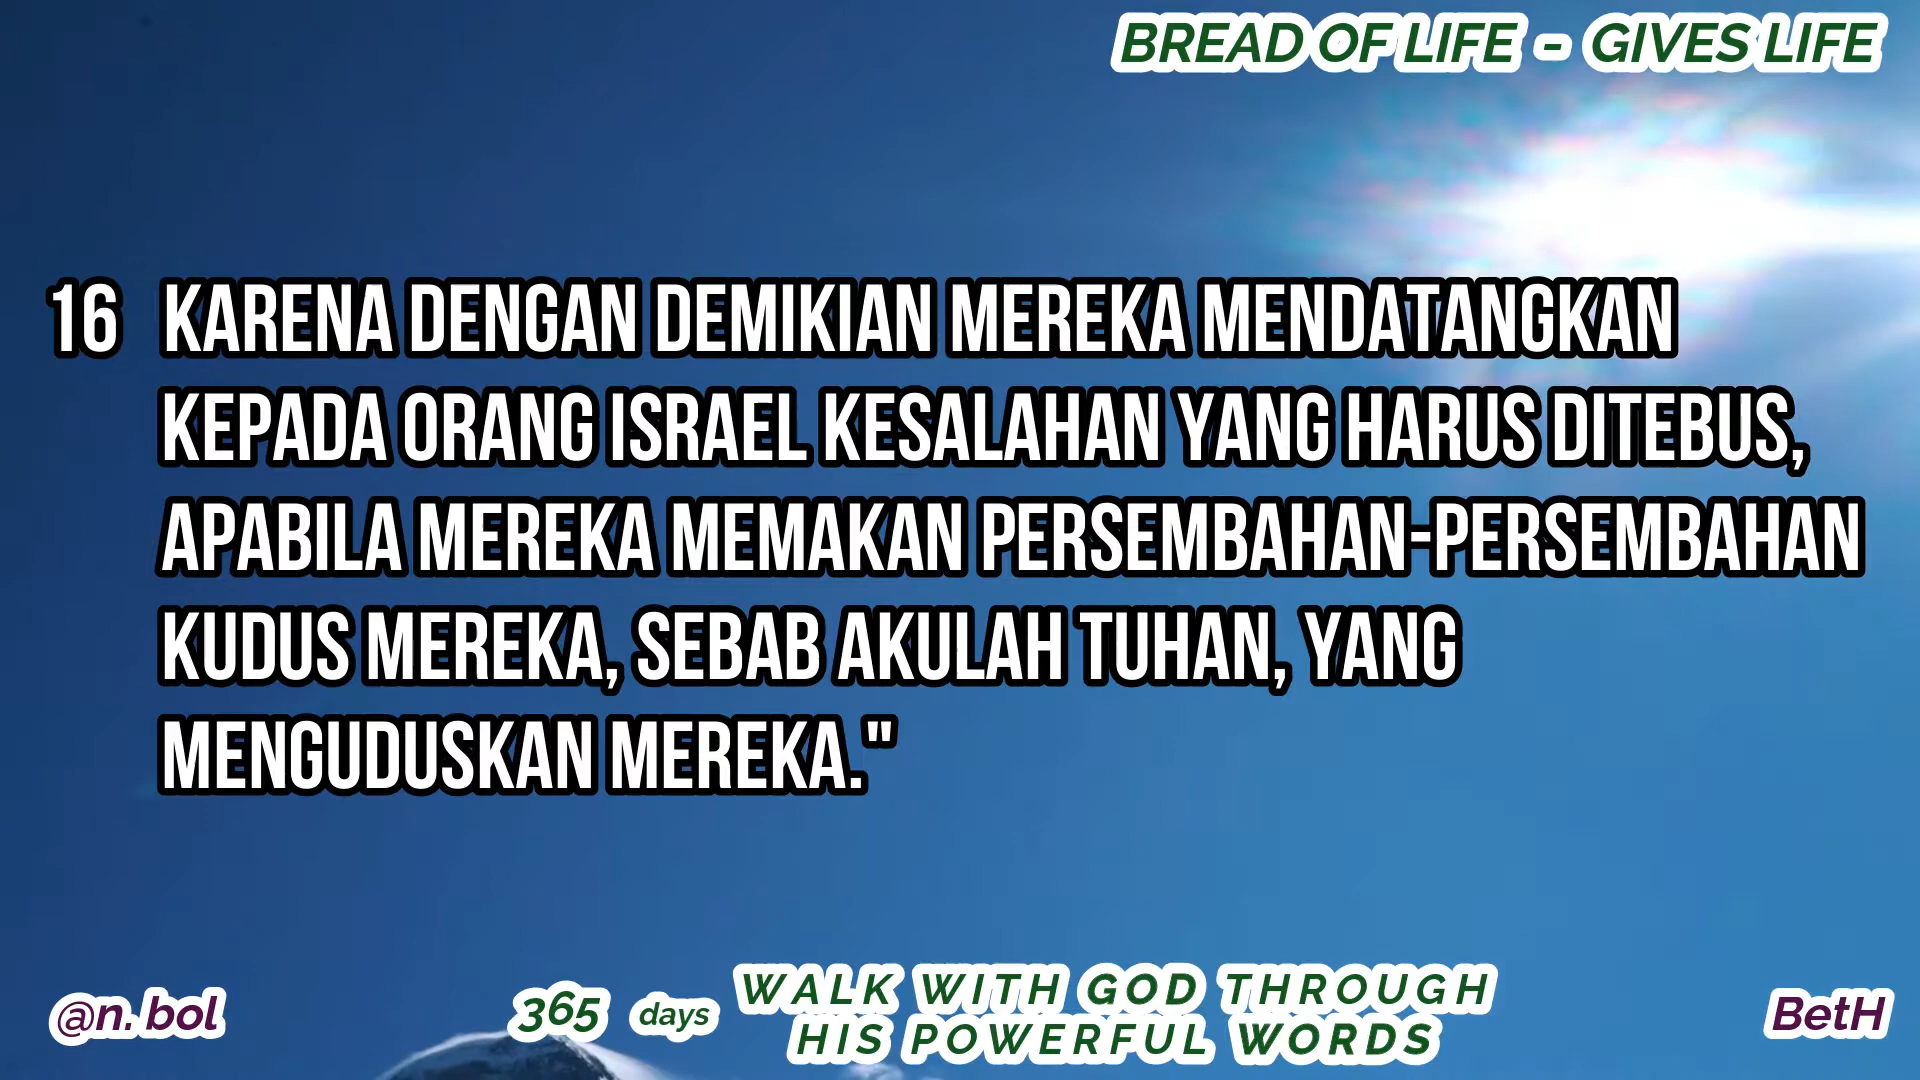 BREAD OF LIFE - GIVES LIFE
16 KARENA DENGAN DEMIKIAN MEREKA MENDATANGKAN
KEPADA ORANG ISRAEL KESALAHAN YANG HARUS DITEBUS,
APABILA MEREKA MEMAKAN PERSEMBAHAN-PERSEMBAHAN
KUDUS MEREKA, SEBAB AKULAH TUHAN, YANG
MENGUDUSKAN MEREKA."
@n. bol
365 days
WALK WITH GOD THROUGH
HIS POWERFUL WORDS
BetH